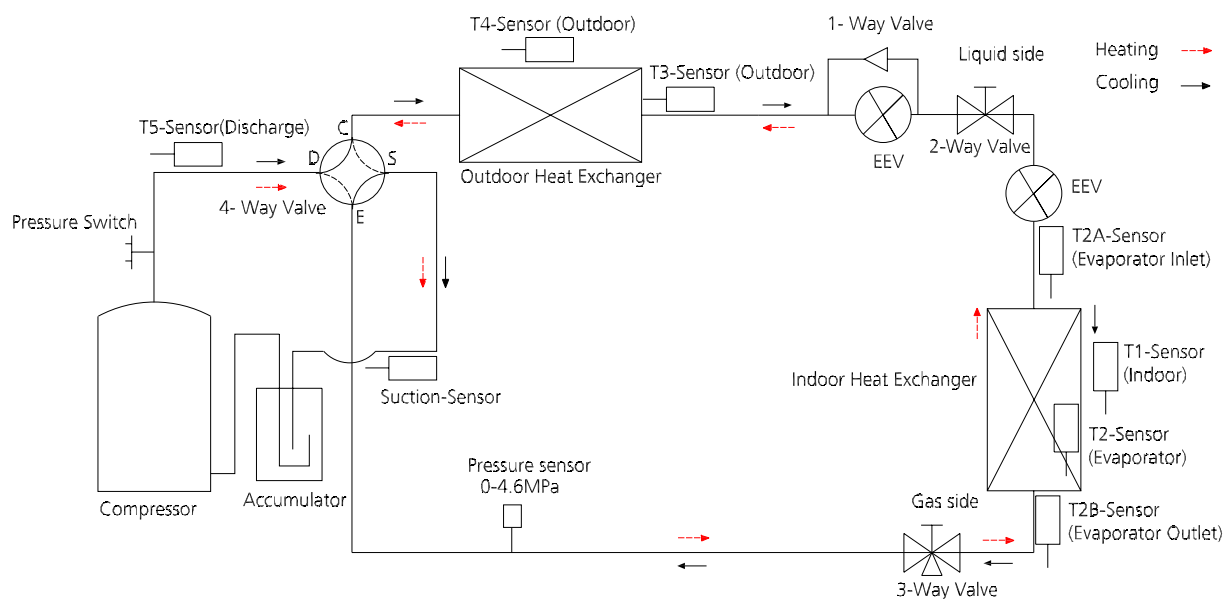 T4-Sensor (Outdoor)
1- Way Valve
Liquid side
Heating
Cooling
T3-Sensor (Outdoor)
T5-Sensor(Discharge)
C
D
S
E
4- Way Valve
Outdoor Heat Exchanger
EEV
2-Way Valve
EEV
Pressure Switch
T2A-Sensor
(Evaporator Inlet)
T1-Sensor
(Indoor)
Indoor Heat Exchanger
Suction-Sensor
T2-Sensor
(Evaporator)
Pressure sensor
0-4.6MPa
Compressor
Accumulator
Gas side
T2B-Sensor
(Evaporator Outlet)
3-Way Valve